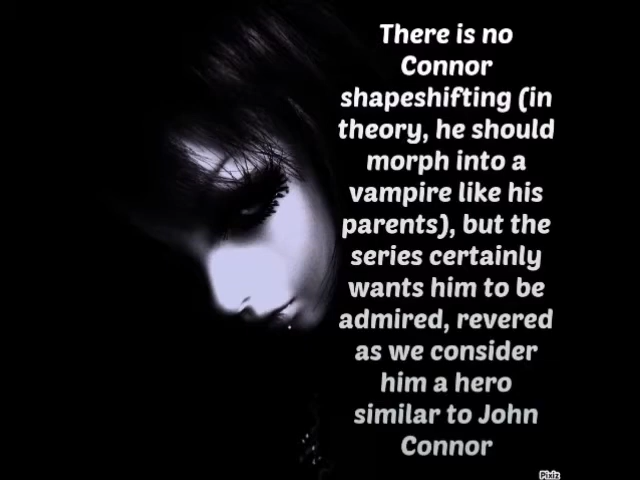 There is no
Connor
shapeshifting (in
theory, he should
morph into a
vampire like his
parents), but the
series certainly
wants him to be
admired, revered
as we consider
him a hero
similar to John
Connor
Pixiz